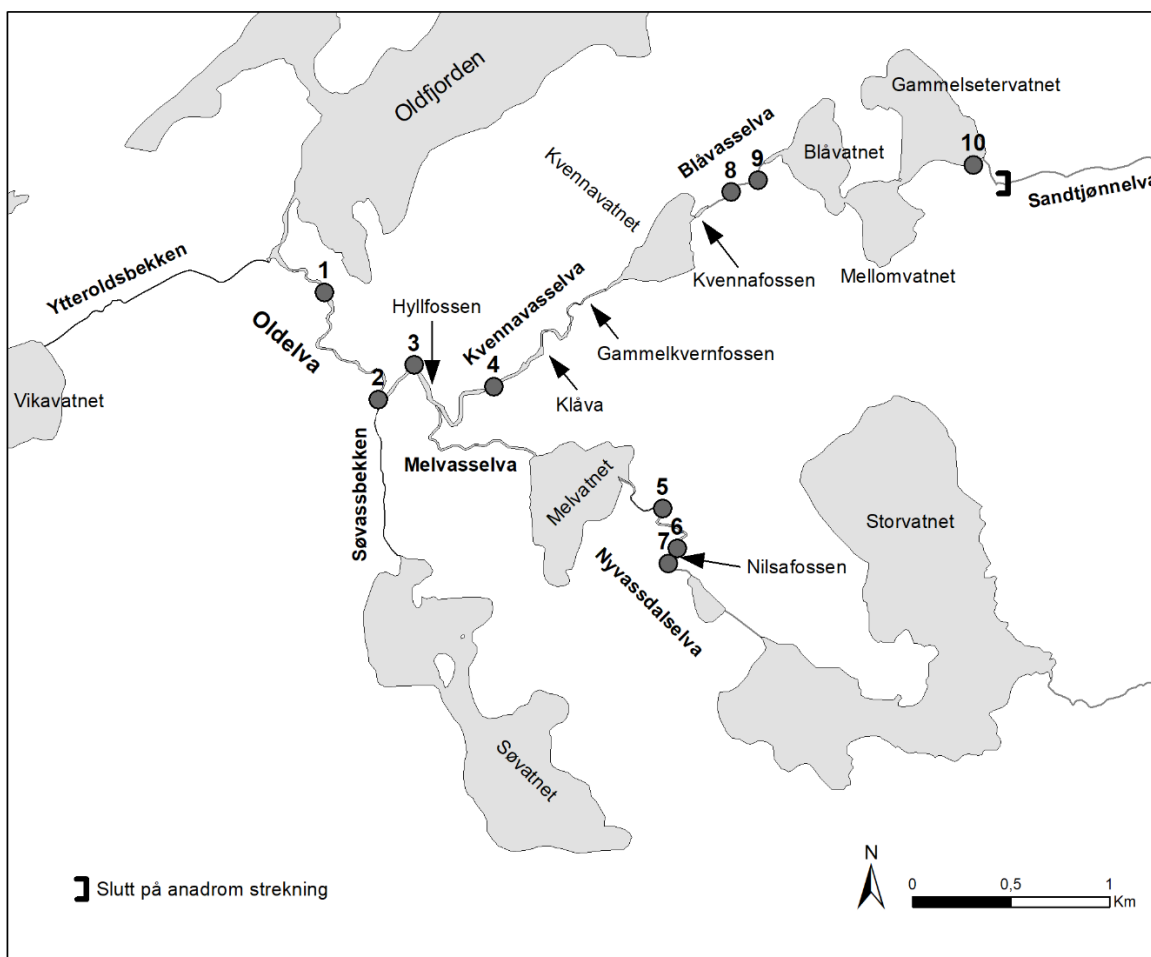 Oldfjorden
Gammelsetervatnet
Kvennavatnet
Blåvasselva
8
9
Blåvatnet
10
Sandtjønnelva
Ytteroldsbekken
1
Kvennafossen
Mellomvatnet
Oldelva
Hyllfossen
Kvennavasselva
3
4
Gammelkvernfossen
Vikavatnet
2
Klåva
Søvassbekken
Melvasselva
Melvatnet
5
6
7
Nilsafossen
Nyvassdalselva
Storvatnet
Søvatnet
Slutt på anadrom strekning
N
0 0,5 1
Km